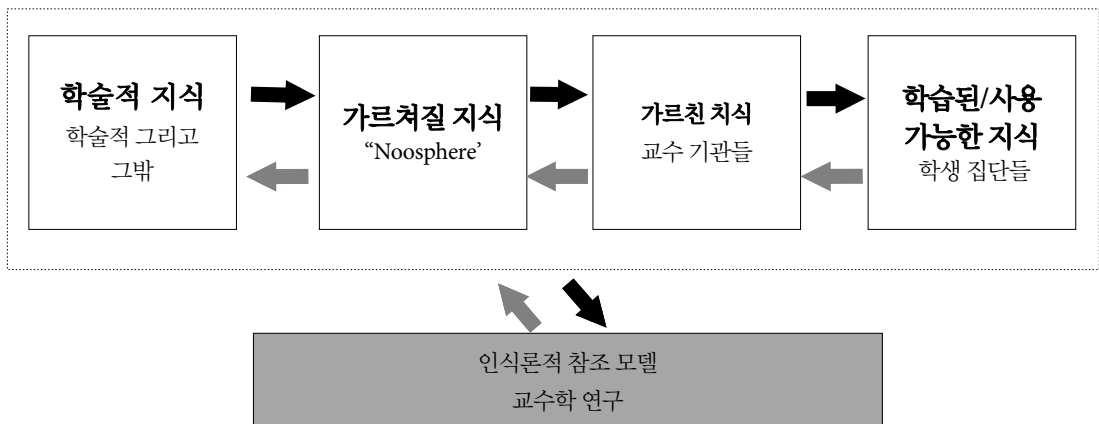 학술적 지식
학술적 그리고
그밖
가르쳐질 지식
“Noosphere’
가르친 치식
교수 기관들
학습된/사용
가능한 지식
학생 집단들
인식론적 참조 모델
교수학 연구